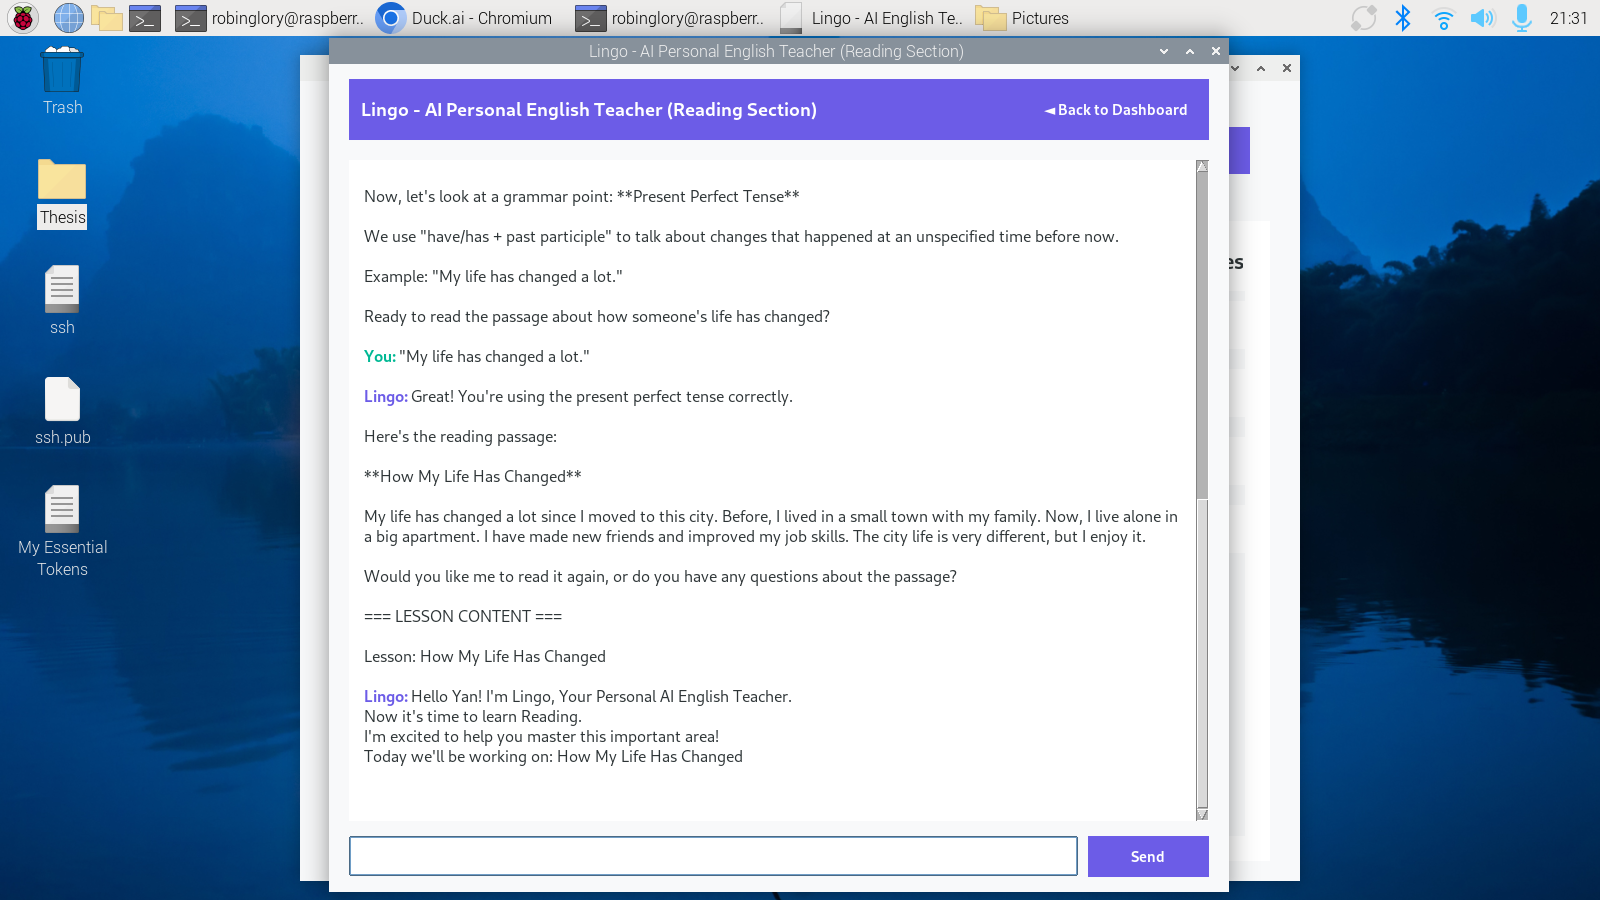 robinglory@raspberr..
Duck.ai - Chromium
robinglory@raspberr..
Lingo - AI English Te..
Pictures
21:31
Trash
Thesis
ssh
ssh.pub
My Essential
Tokens
Lingo - AI Personal English Teacher (Reading Section)
Lingo - AI Personal English Teacher (Reading Section)
◄ Back to Dashboard
es
Now, let's look at a grammar point: **Present Perfect Tense**
We use "have/has + past participle" to talk about changes that happened at an unspecified time before now.
Example: "My life has changed a lot."
Ready to read the passage about how someone's life has changed?
You: "My life has changed a lot."
Lingo: Great! You're using the present perfect tense correctly.
Here's the reading passage:
**How My Life Has Changed**
My life has changed a lot since I moved to this city. Before, I lived in a small town with my family. Now, I live alone in
a big apartment. I have made new friends and improved my job skills. The city life is very different, but I enjoy it.
Would you like me to read it again, or do you have any questions about the passage?
=== LESSON CONTENT ===
Lesson: How My Life Has Changed
Lingo: Hello Yan! I'm Lingo, Your Personal AI English Teacher.
Now it's time to learn Reading.
I'm excited to help you master this important area!
Today we'll be working on: How My Life Has Changed
Send